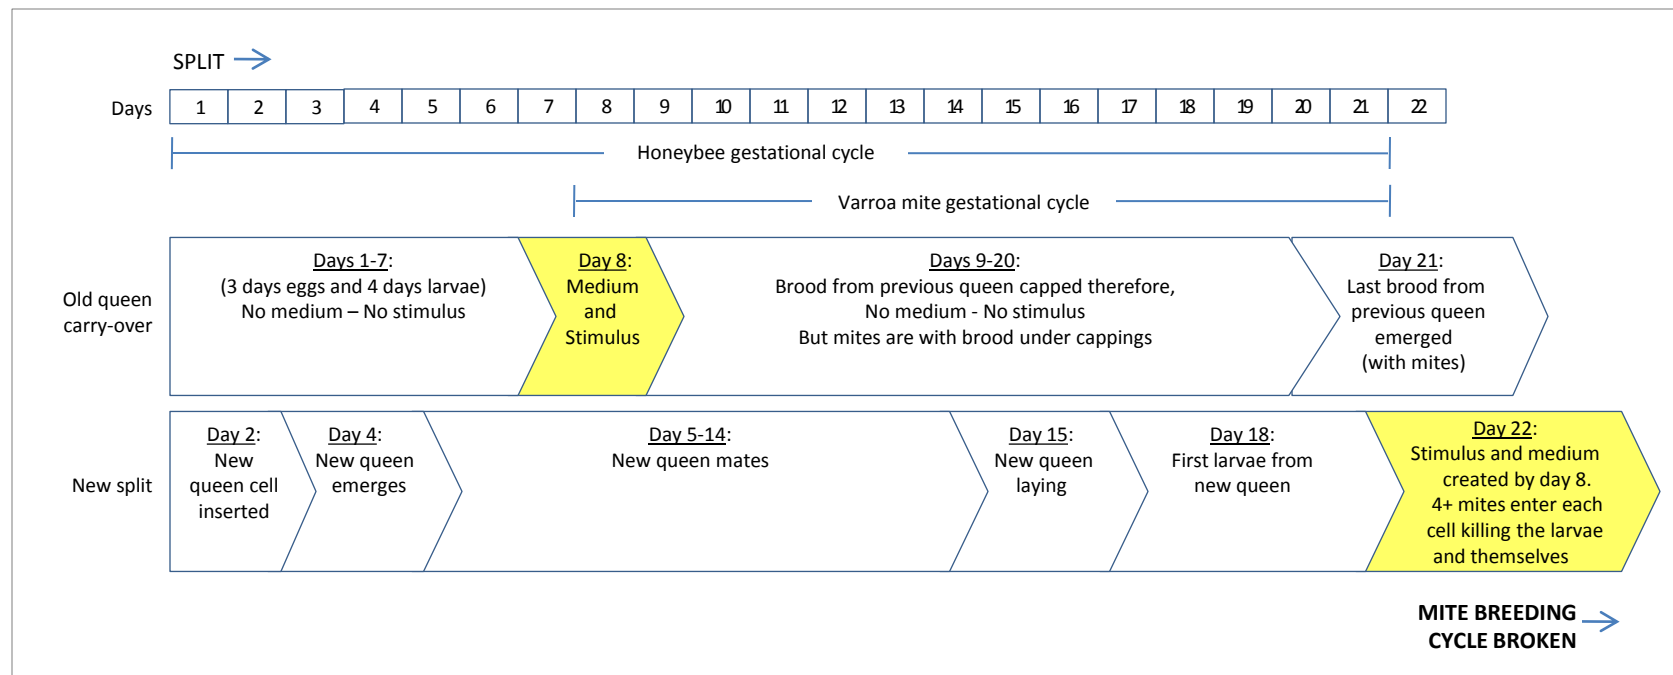 SPLIT
Days 1 2 3 4 5 6 7 8 9 10 11 12 13 14 15 16 17 18 19 20 21 22
Honeybee gestational cycle
Varroa mite gestational cycle
Old queen
carry-over
Days 1-7:
(3 days eggs and 4 days larvae)
No medium – No stimulus
Day 8:
Medium
and
Stimulus
Days 9-20:
Brood from previous queen capped therefore,
No medium - No stimulus
But mites are with brood under cappings
Day 21:
Last brood from
previous queen
emerged
(with mites)
New split
Day 2:
New
queen cell
inserted
Day 4:
New queen
emerges
Day 5-14:
New queen mates
Day 15:
New queen
laying
Day 18:
First larvae from
new queen
Day 22:
Stimulus and medium
created by day 8.
4+ mites enter each
cell killing the larvae
and themselves
MITE BREEDING
CYCLE BROKEN